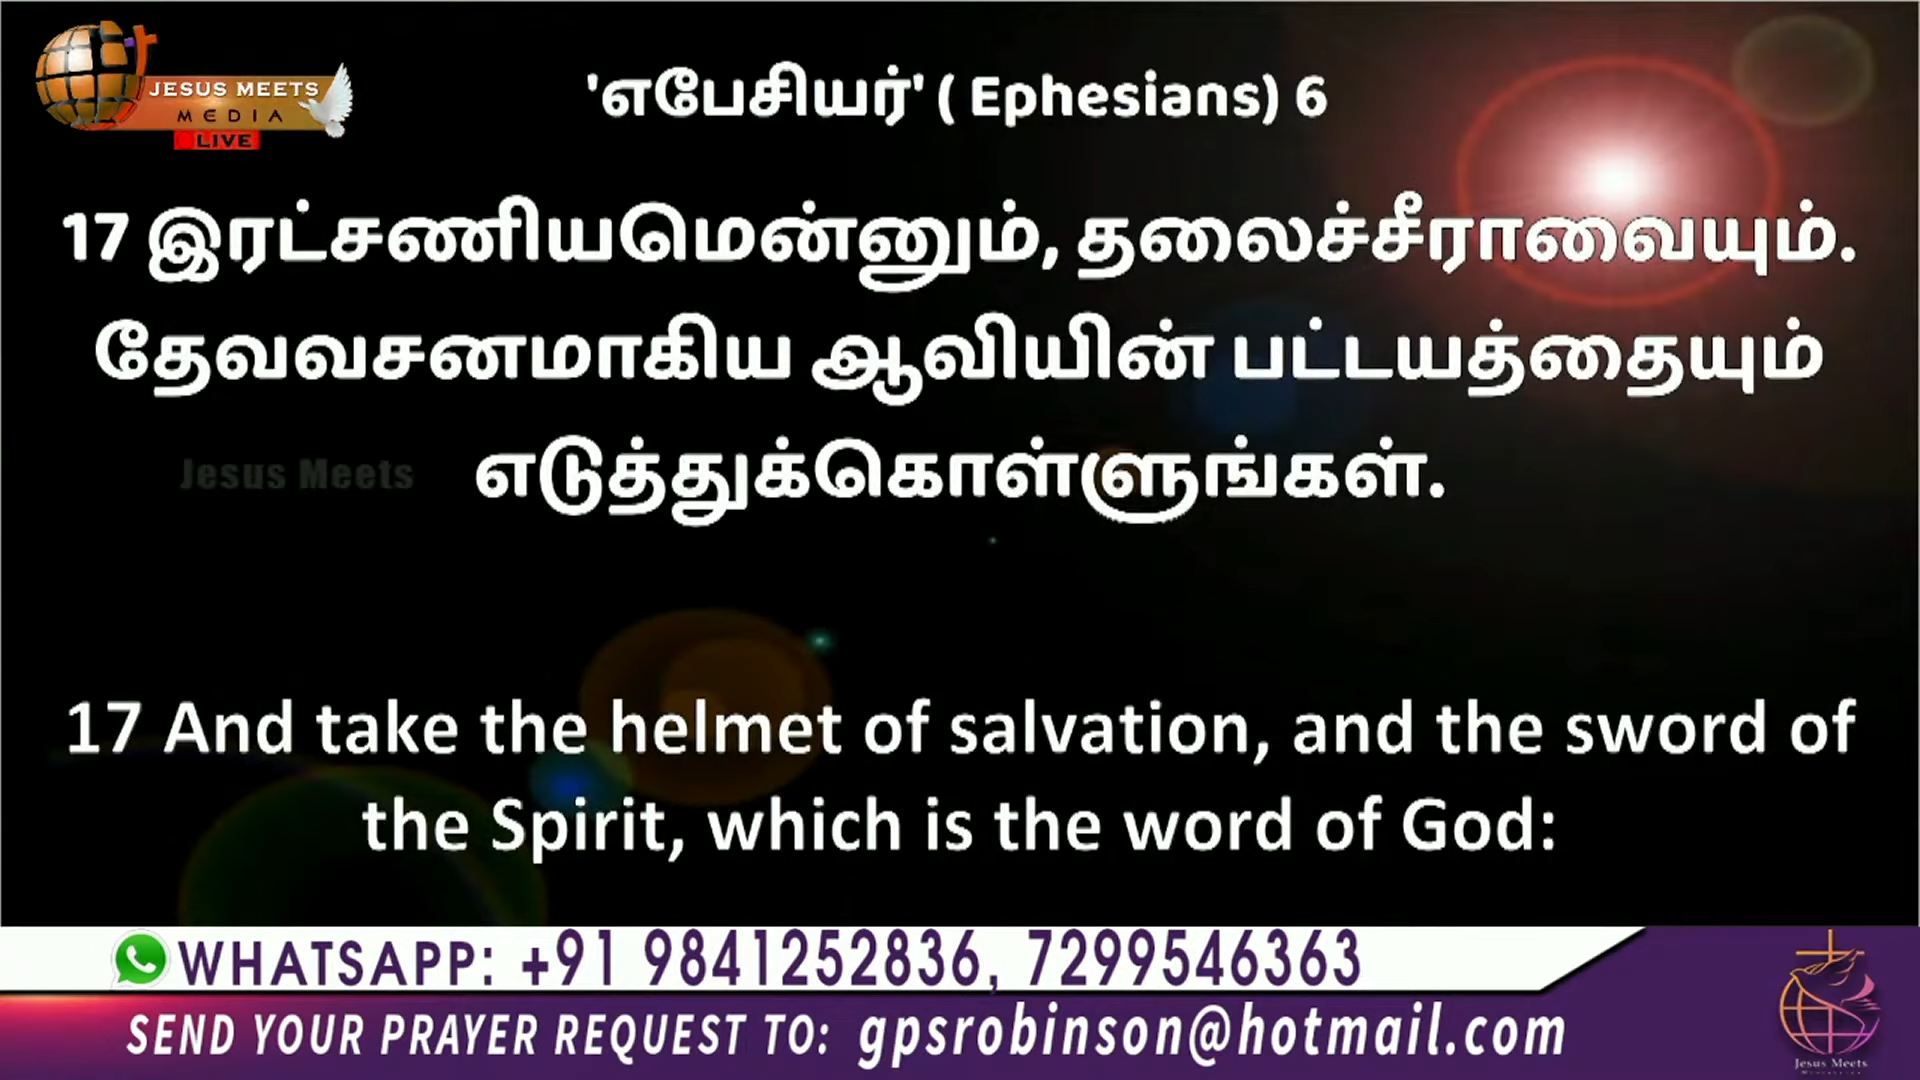 JESUS MEETS
MEDIA
LIVE
'எபேசியர்' ( Ephesians) 6
17 இரட்சணியமென்னும், தலைச்சீராவையும்.
தேவவசனமாகிய ஆவியின் பட்டயத்தையும்
எடுத்துக்கொள்ளுங்கள்.
Jesus Meets
17 And take the helmet of salvation, and the sword of
the Spirit, which is the word of God:
WHATSAPP: +91 9841252836, 7299546363
SEND YOUR PRAYER REQUEST TO: gpsrobinson@hotmail.com
Jesus Meets